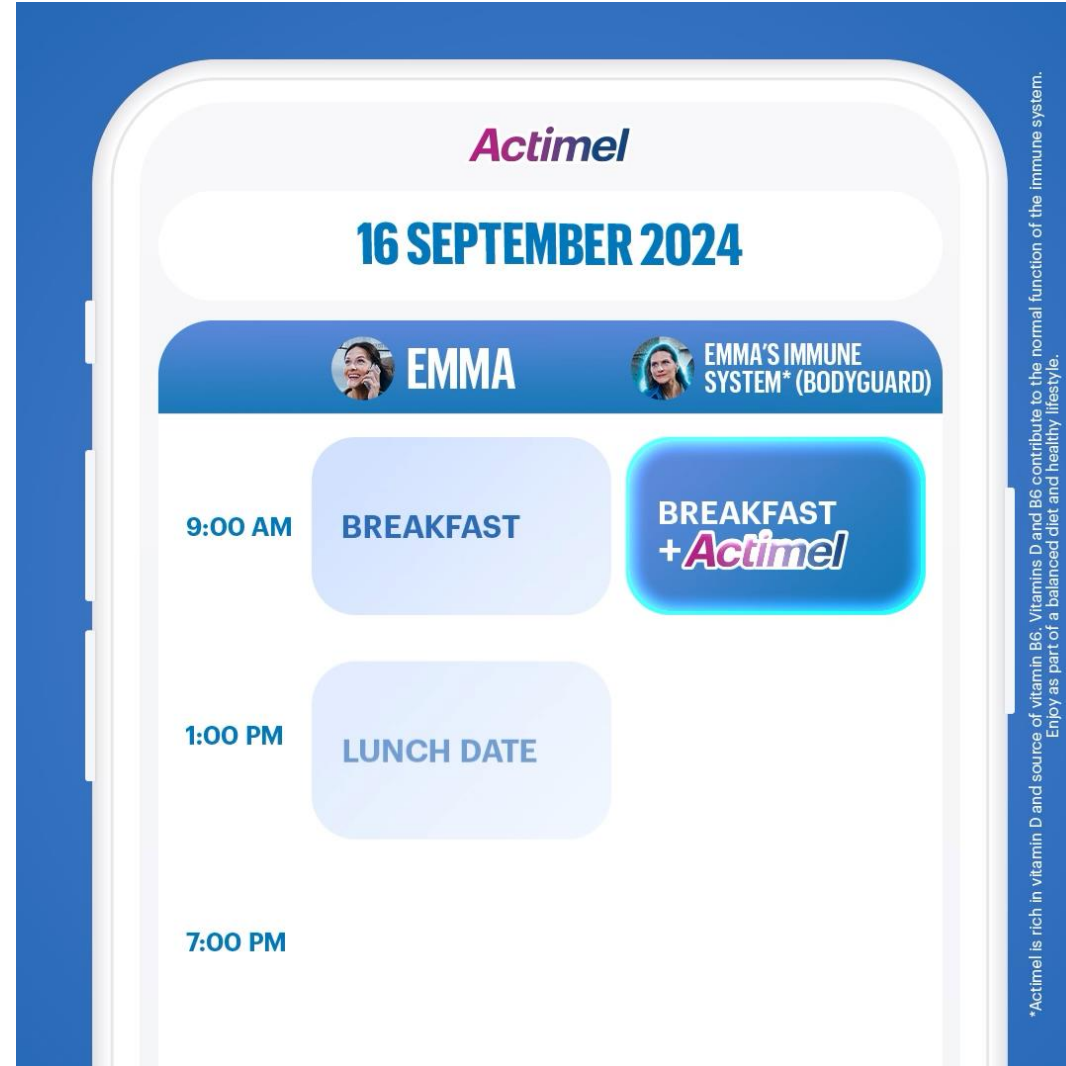 Actimel
16 SEPTEMBER 2024
EMMA
EMMA'S IMMUNE
SYSTEM* (BODYGUARD)
9:00 AM
BREAKFAST
BREAKFAST
+Actimel
1:00 PM
LUNCH DATE
7:00 PM
*Actimel is rich in vitamin D and source of vitamin B6. Vitamins D and B6 contribute to the normal function of the immune system.
Enjoy as part of a balanced diet and healthy lifestyle.